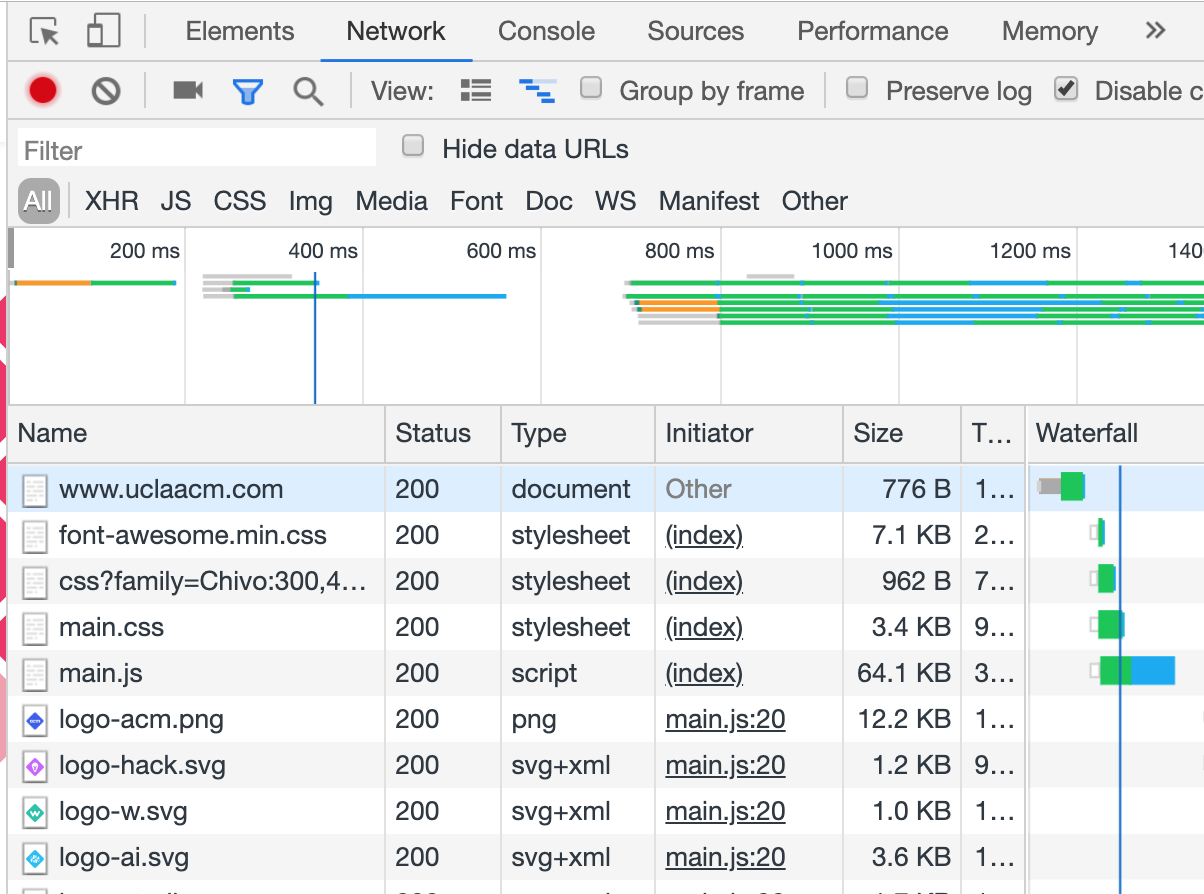 Elements Network Console Sources Performance Memory »
View: Group by frame Preserve log Disable c
Filter Hide data URLs
All XHR JS CSS Img Media Font Doc WS Manifest Other
200 ms 400 ms 600 ms 800 ms 1000 ms 1200 ms 140
Name Status Type Initiator Size T... Waterfall
www.uclaacm.com 200 document Other 776 B 1...
font-awesome.min.css 200 stylesheet (index) 7.1 KB 2...
css?family=Chivo:300,4... 200 stylesheet (index) 962 B 7...
main.css 200 stylesheet (index) 3.4 KB 9...
main.js 200 script (index) 64.1 KB 3...
logo-acm.png 200 png main.js:20 12.2 KB 1...
logo-hack.svg 200 svg+xml main.js:20 1.2 KB 9...
logo-w.svg 200 svg+xml main.js:20 1.0 KB 1...
logo-ai.svg 200 svg+xml main.js:20 3.6 KB 1...